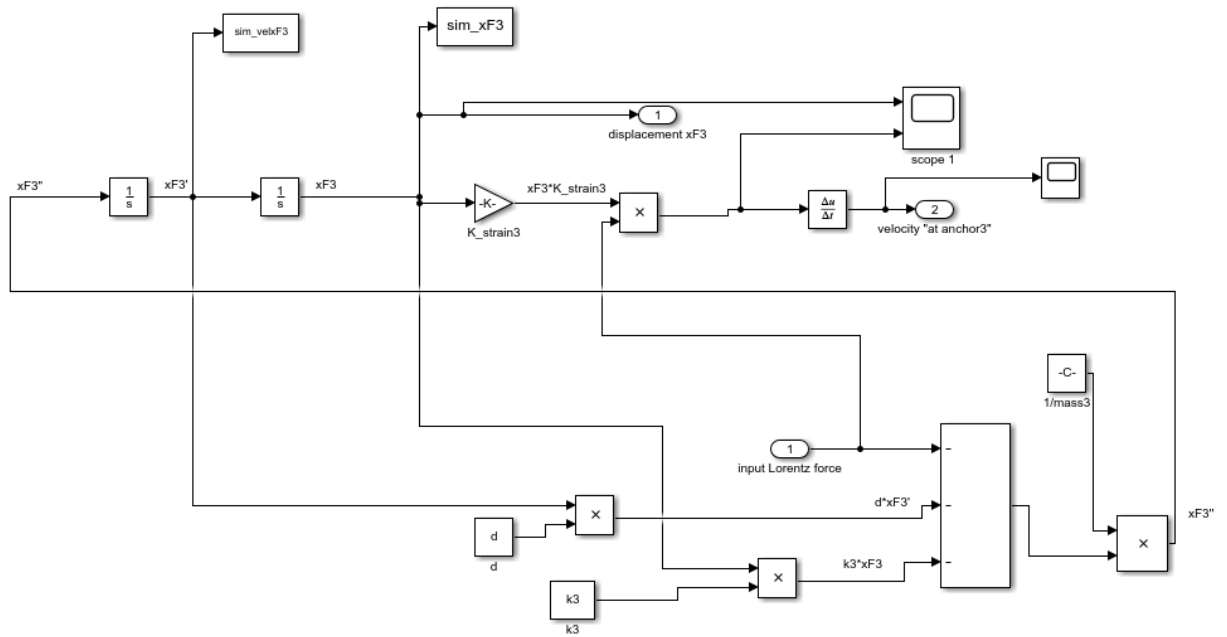 sim_velxF3
sim_xF3
1
displacement xF3
scope 1
xF3''
1
s
xF3'
1
s
xF3
-K-
K_strain3
xF3*K_strain3
×
Δu
Δt
2
velocity "at anchor3"
-C-
1/mass3
1
input Lorentz force
−
−
−
d*xF3'
k3*xF3
×
d
d
×
k3
k3
×
xF3''